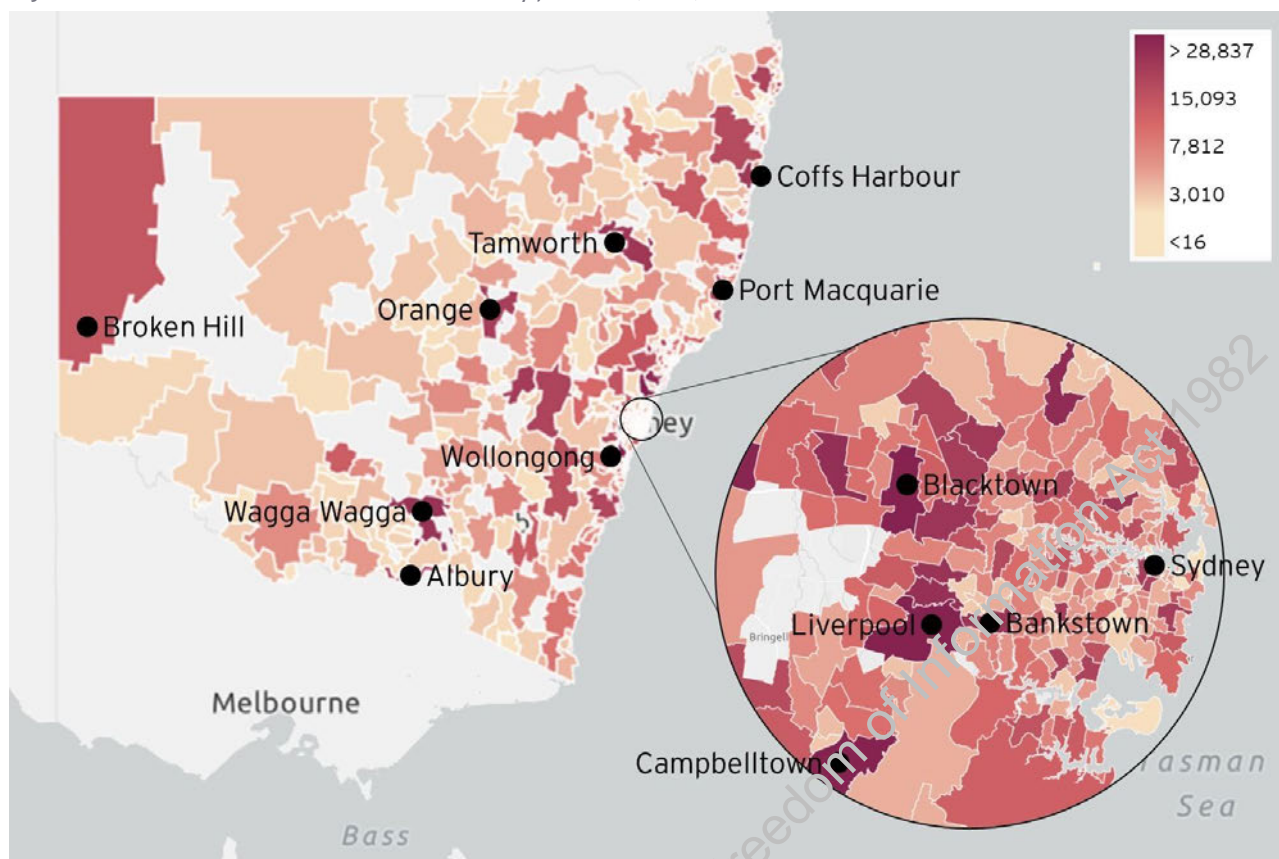 > 28,837
15,093
7,812
3,010
<16
Coffs Harbour
Tamworth
Port Macquarie
Orange
Broken Hill
ney
Wollongong
Wagga Wagga
Albury
Melbourne
Bass
Blacktown
Sydney
Liverpool
Bankstown
Bringell
Campbelltown
Tasman
Sea
Freedom of Information Act 1982